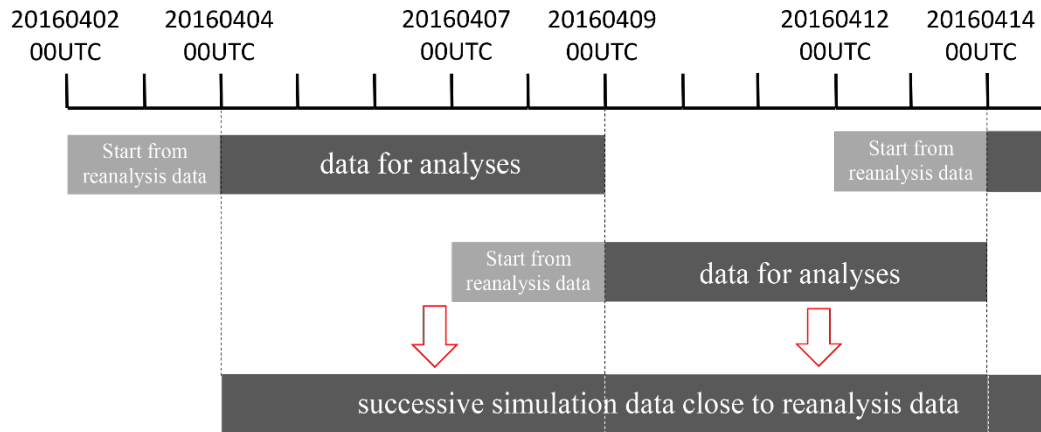 20160402 20160404 20160407 20160409 20160412 20160414
00UTC 00UTC 00UTC 00UTC 00UTC 00UTC
Start from
reanalysis data
data for analyses
Start from
reanalysis data
Start from
reanalysis data
data for analyses
successive simulation data close to reanalysis data